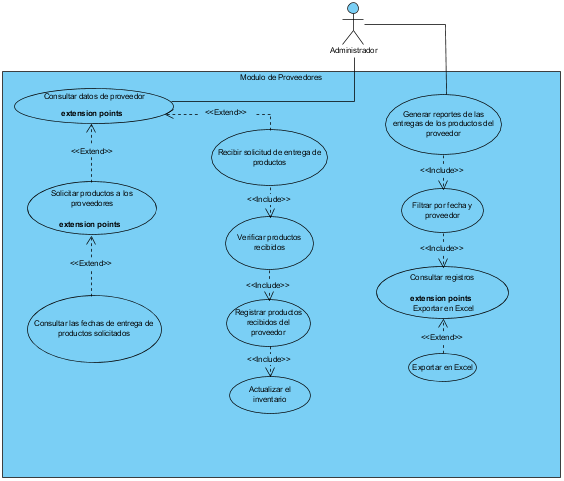 Administrador
Modulo de Proveedores
Consultar datos de proveedor
extension points
<<Extend>>
<<Extend>>
Solicitar productos a los
proveedores
extension points
<<Extend>>
Consultar las fechas de entrega de
productos solicitados
Recibir solicitud de entrega de
productos
<<Include>>
Verificar productos
recibidos
<<Include>>
Registrar productos
recibidos del
proveedor
<<Include>>
Actualizar el
inventario
Generar reportes de las
entregas de los productos del
proveedor
<<Include>>
Filtrar por fecha y
proveedor
<<Include>>
Consultar registros
extension points
Exportar en Excel
<<Extend>>
Exportar en Excel